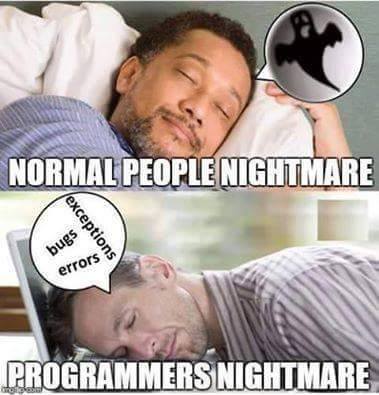 NORMAL PEOPLE NIGHTMARE
exceptions
bugs
errors
PROGRAMMERS NIGHTMARE
imgflip.com